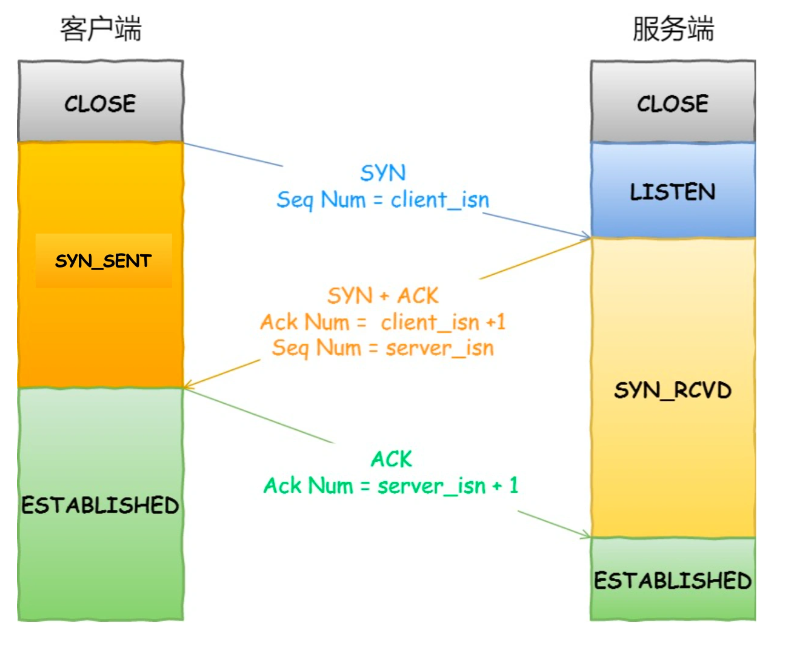 客户端
服务端
CLOSE
CLOSE
SYN
Seq Num = client_isn
LISTEN
SYN_SENT
SYN + ACK
Ack Num = client_isn +1
Seq Num = server_isn
SYN_RCVD
ACK
Ack Num = server_isn + 1
ESTABLISHED
ESTABLISHED